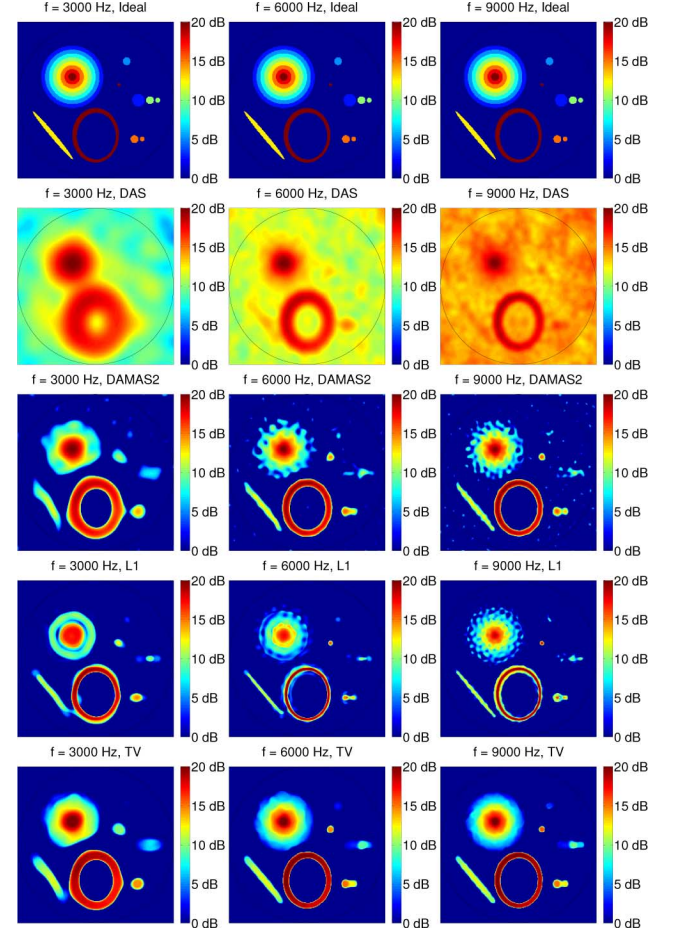 f = 3000 Hz, Ideal
f = 6000 Hz, Ideal
f = 9000 Hz, Ideal
20 dB
15 dB
10 dB
5 dB
0 dB
20 dB
15 dB
10 dB
5 dB
0 dB
20 dB
15 dB
10 dB
5 dB
0 dB
f = 3000 Hz, DAS
f = 6000 Hz, DAS
f = 9000 Hz, DAS
20 dB
15 dB
10 dB
5 dB
0 dB
20 dB
15 dB
10 dB
5 dB
0 dB
20 dB
15 dB
10 dB
5 dB
0 dB
f = 3000 Hz, DAMAS2
f = 6000 Hz, DAMAS2
f = 9000 Hz, DAMAS2
20 dB
15 dB
10 dB
5 dB
0 dB
20 dB
15 dB
10 dB
5 dB
0 dB
20 dB
15 dB
10 dB
5 dB
0 dB
f = 3000 Hz, L1
f = 6000 Hz, L1
f = 9000 Hz, L1
20 dB
15 dB
10 dB
5 dB
0 dB
20 dB
15 dB
10 dB
5 dB
0 dB
20 dB
15 dB
10 dB
5 dB
0 dB
f = 3000 Hz, TV
f = 6000 Hz, TV
f = 9000 Hz, TV
20 dB
15 dB
10 dB
5 dB
0 dB
20 dB
15 dB
10 dB
5 dB
0 dB
20 dB
15 dB
10 dB
5 dB
0 dB